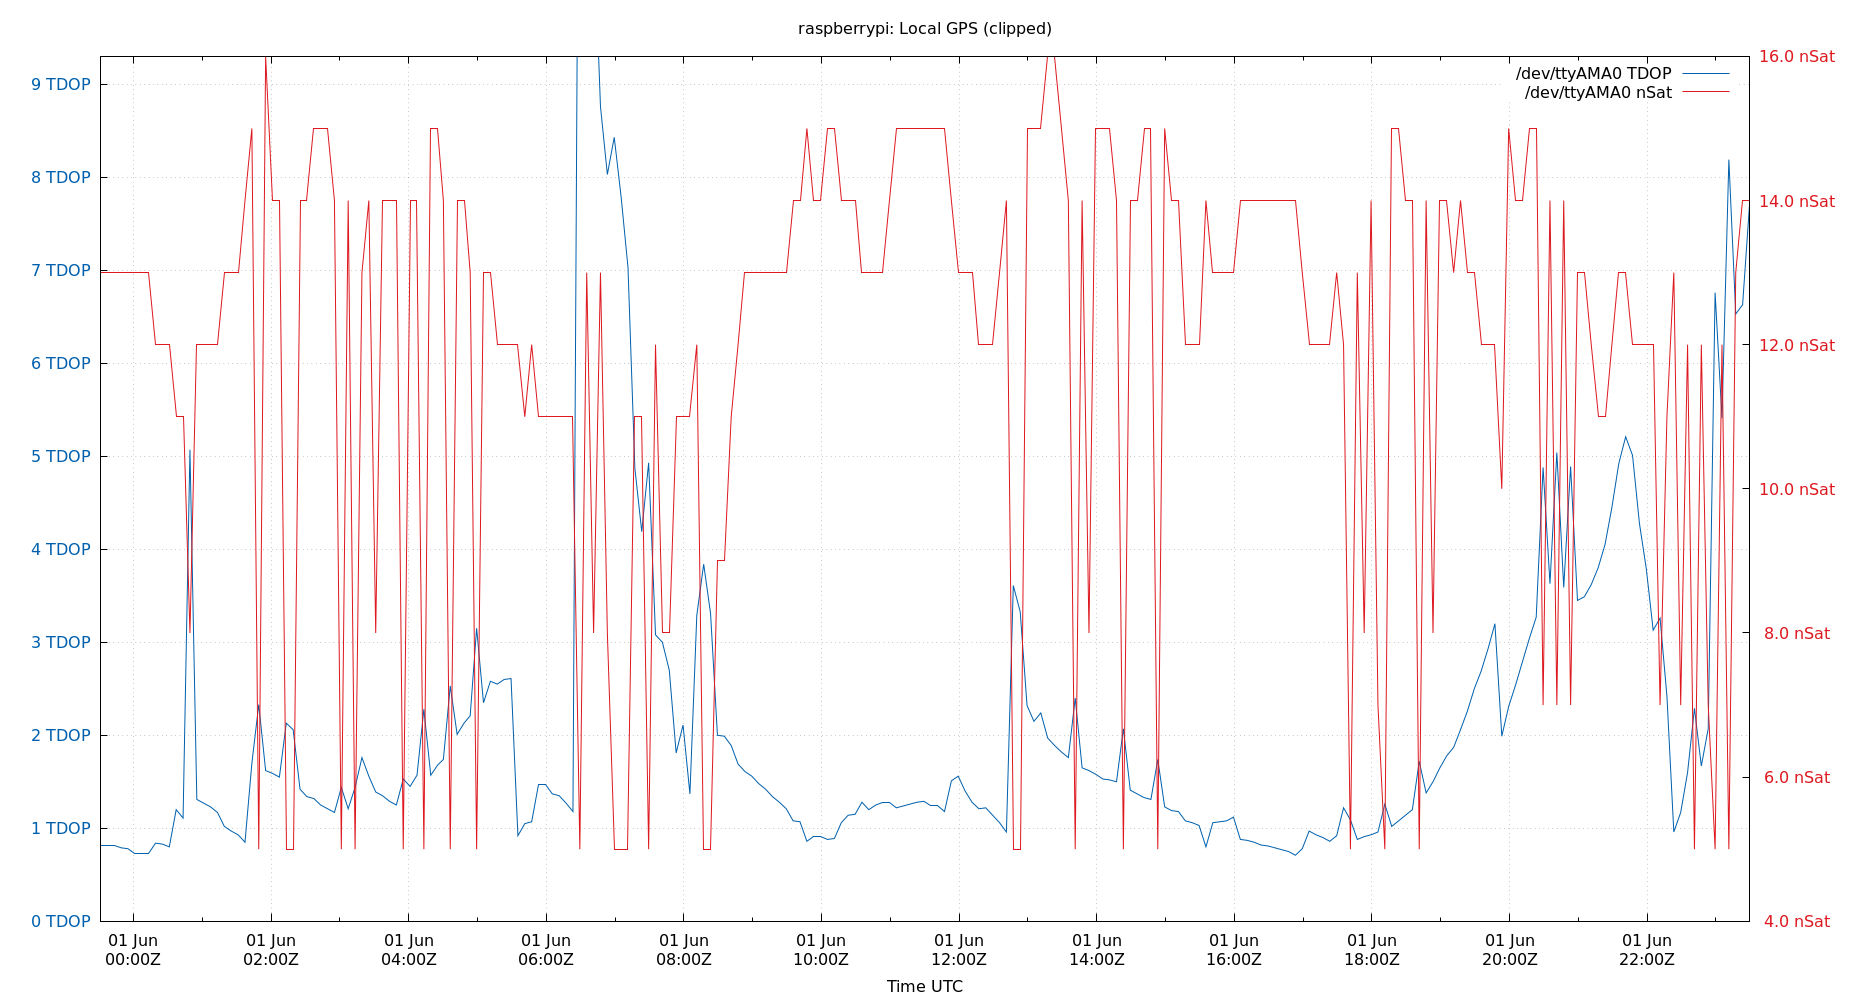 raspberrypi: Local GPS (clipped)
/dev/ttyAMA0 TDOP
/dev/ttyAMA0 nSat
9 TDOP
8 TDOP
7 TDOP
6 TDOP
5 TDOP
4 TDOP
3 TDOP
2 TDOP
1 TDOP
0 TDOP
16.0 nSat
14.0 nSat
12.0 nSat
10.0 nSat
8.0 nSat
6.0 nSat
4.0 nSat
01 Jun
00:00Z
01 Jun
02:00Z
01 Jun
04:00Z
01 Jun
06:00Z
01 Jun
08:00Z
01 Jun
10:00Z
01 Jun
12:00Z
01 Jun
14:00Z
01 Jun
16:00Z
01 Jun
18:00Z
01 Jun
20:00Z
01 Jun
22:00Z
Time UTC